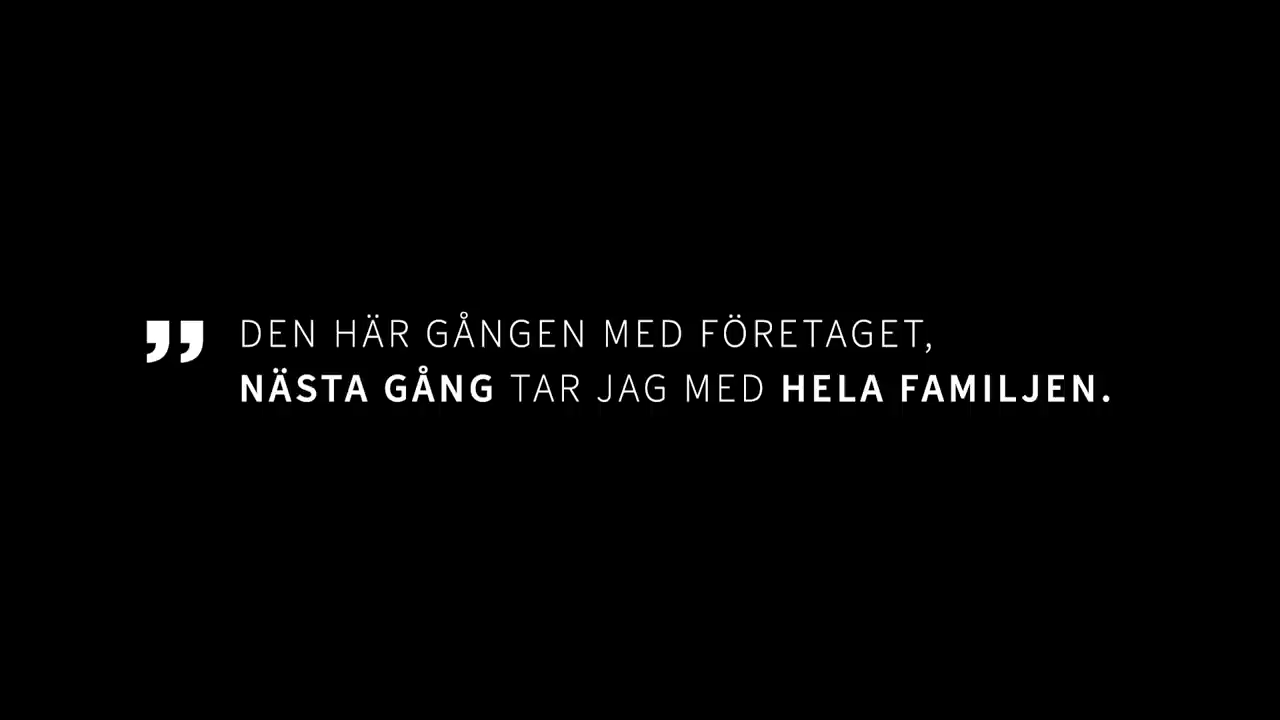 ” DEN HÄR GÅNGEN MED FÖRETAGET,
NÄSTA GÅNG TAR JAG MED HELA FAMILJEN.